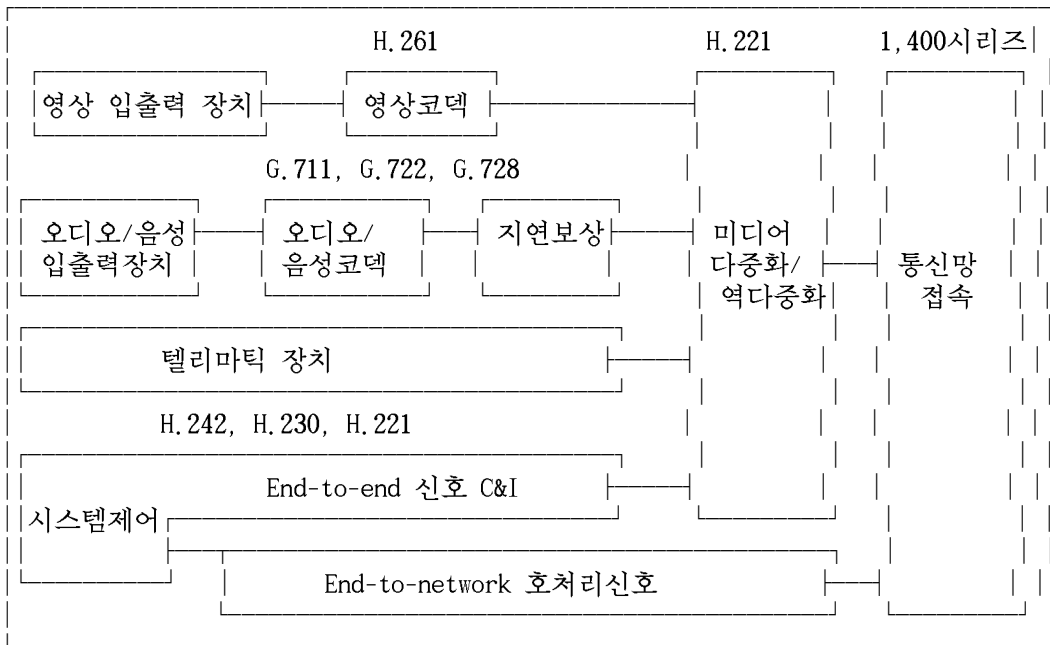 H.261 H.221 1,400시리즈
영상 입출력 장치 영상코덱
G.711, G.722, G.728
오디오/음성 오디오/ 지연보상 미디어
입출력장치 음성코덱 다중화/ 통신망
역다중화 접속
텔리마틱 장치
H.242, H.230, H.221
End-to-end 신호 C&I
시스템제어
End-to-network 호처리신호